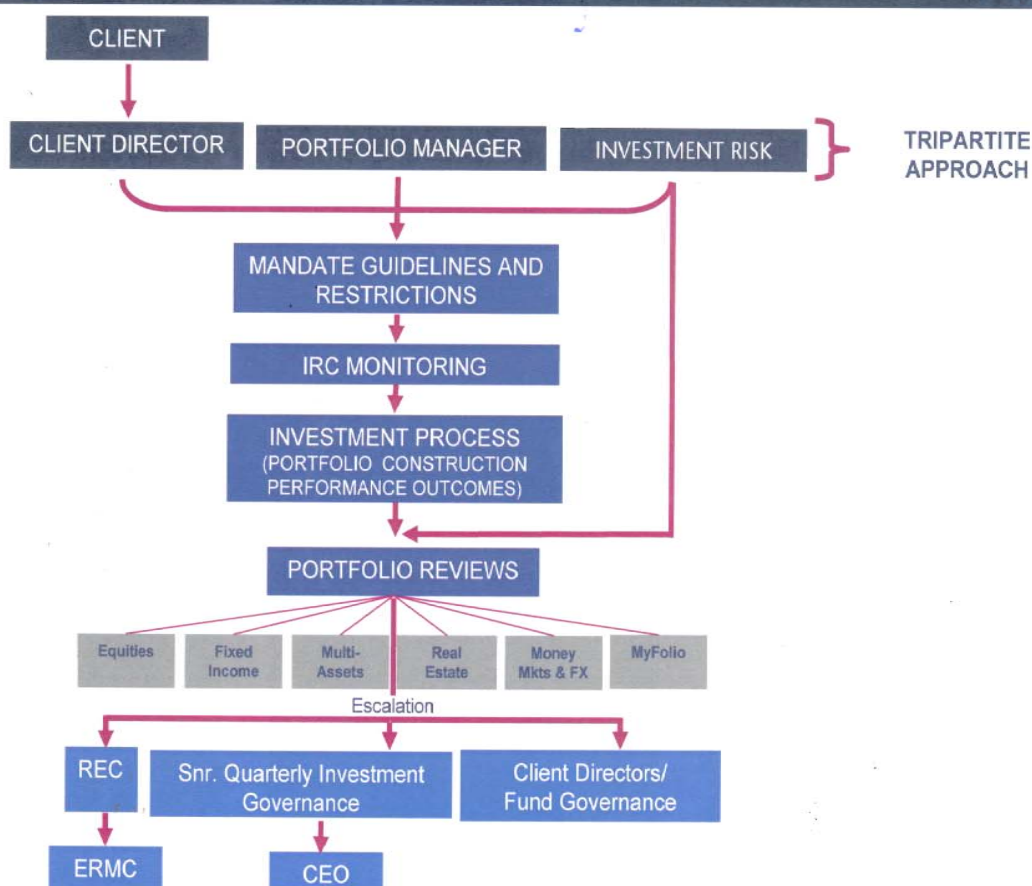 CLIENT
CLIENT DIRECTOR
PORTFOLIO MANAGER
INVESTMENT RISK
TRIPARTITE
APPROACH
MANDATE GUIDELINES AND
RESTRICTIONS
IRC MONITORING
INVESTMENT PROCESS
(PORTFOLIO CONSTRUCTION
PERFORMANCE OUTCOMES)
PORTFOLIO REVIEWS
Equities
Fixed
Income
Multi-
Assets
Real
Estate
Money
Mkts & FX
MyFolio
Escalation
REC
Snr. Quarterly Investment
Governance
Client Directors/
Fund Governance
ERMC
CEO